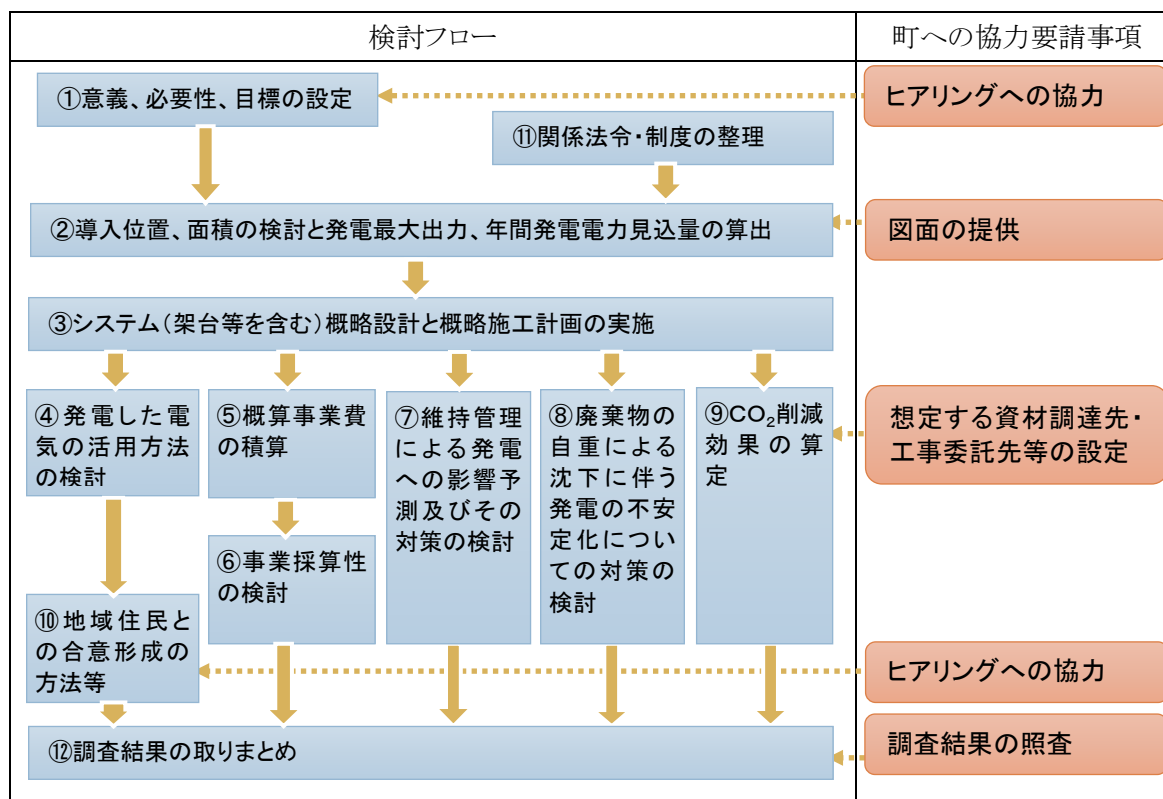 検討フロー
町への協力要請事項
①意義、必要性、目標の設定
ヒアリングへの協力
⑪関係法令・制度の整理
②導入位置、面積の検討と発電最大出力、年間発電電力見込量の算出
図面の提供
③システム(架台等を含む)概略設計と概略施工計画の実施
④発電した電
気の活用方法
の検討
⑤概算事業費
の積算
⑥事業採算性
の検討
⑦維持管理
による発電
への影響予
測及びその
対策の検討
⑧廃棄物の
自重による
沈下に伴う
発電の不安
定化につい
ての対策の
検討
⑨CO₂削減
効果の算
定
想定する資材調達先・
工事委託先等の設定
⑩地域住民と
の合意形成の
方法等
ヒアリングへの協力
⑫調査結果の取りまとめ
調査結果の照査